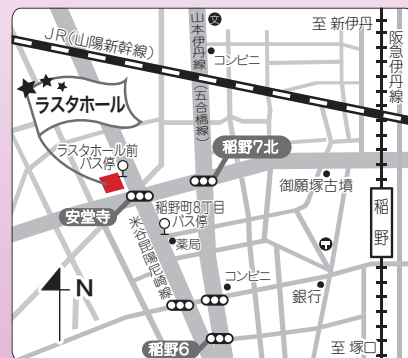 JR(山陽新幹線)
山本伊丹線
(五合橋線)
文
コンビニ
至 新伊丹
阪急伊丹線
ラスタホール
ラスタホール前
バス停
稲野7北
御願塚古墳
稲野
安堂寺
稲野町8丁目
バス停
薬局
米谷昆陽尼崎線
コンビニ
銀行
N
稲野6
至 塚口